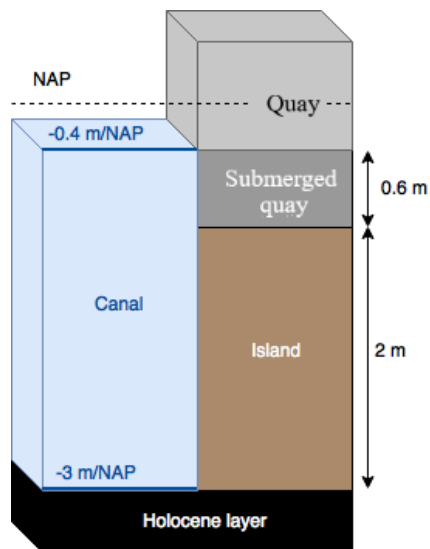 NAP
Quay
-0.4 m/NAP
Submerged
quay
0.6 m
Canal
Island
2 m
-3 m/NAP
Holocene layer